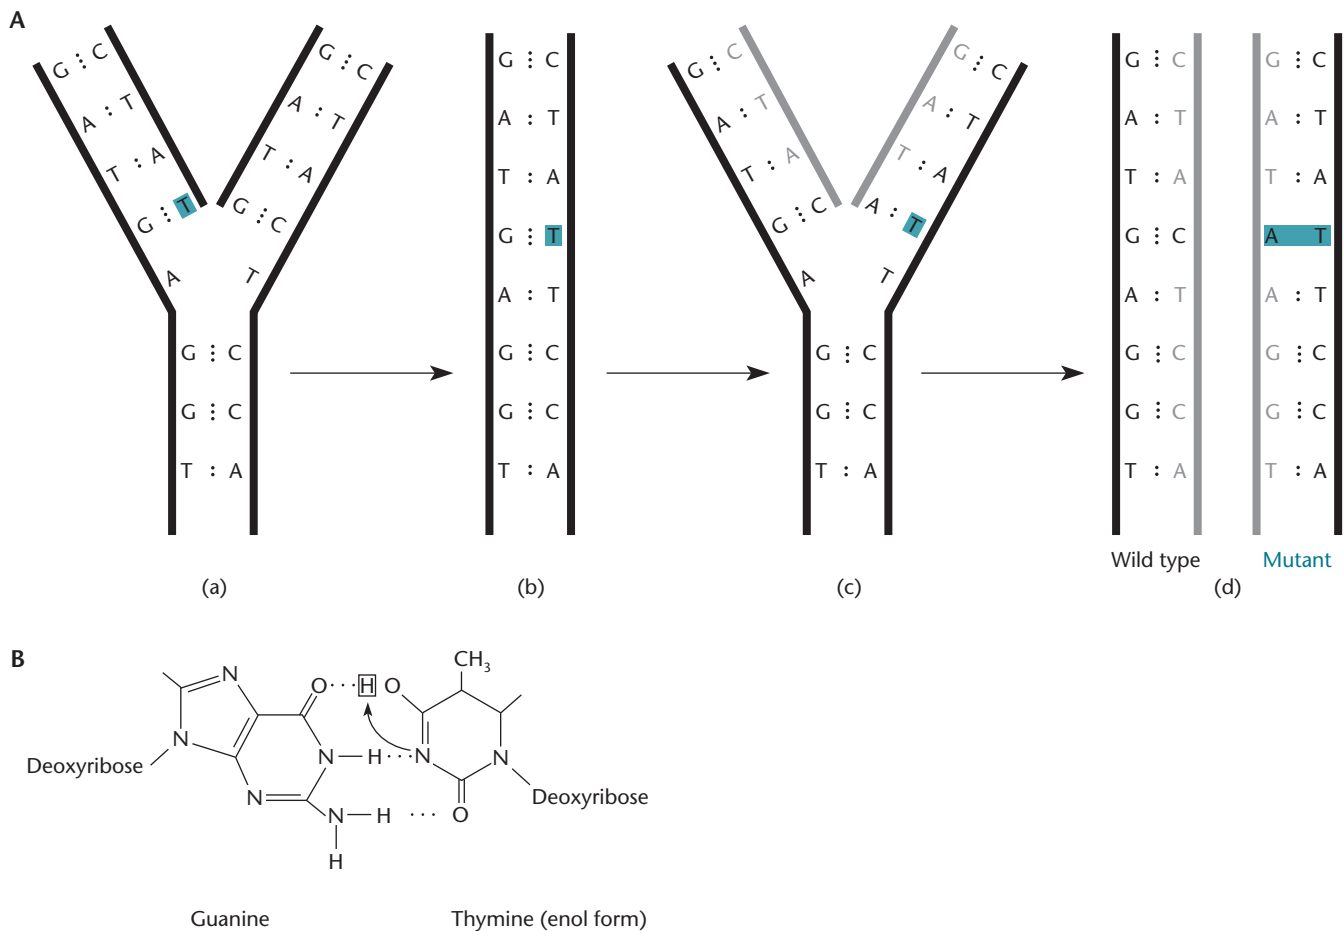 A
G C
A T
T A
G T
A
G C
A T
T A
G C
T
G C
G C
T A
(a)
G C
A T
T A
G T
A T
G C
G C
T A
(b)
G C
A T
T A
G C
A
G C
A T
T A
A T
T
G C
G C
T A
(c)
G C
A T
T A
G C
A T
G C
G C
T A
Wild type
G C
A T
T A
A T
A T
G C
G C
T A
Mutant
(d)
B
N
O
H
N
Deoxyribose
N
H
N
N
H
H
Guanine
CH3
O
N
N
O
Deoxyribose
Thymine (enol form)